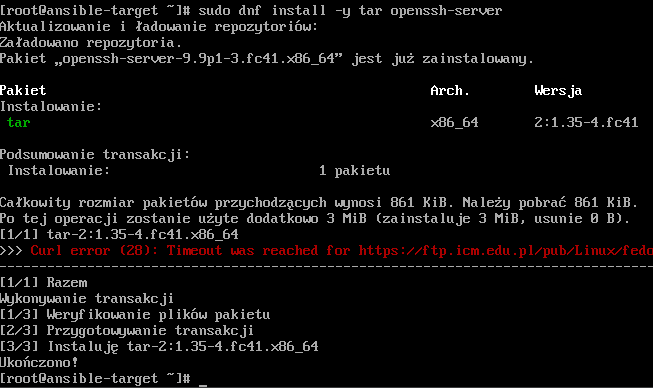 [root@ansible-target ~]# sudo dnf install -y tar openssh-server
Aktualizowanie i ładowanie repozytoriów:
Załadowano repozytoria.
Pakiet „openssh-server-9.9p1-3.fc41.x86_64” jest już zainstalowany.
Pakiet Arch. Wersja
Instalowanie:
tar x86_64 2:1.35-4.fc41
Podsumowanie transakcji:
Instalowanie: 1 pakietu
Całkowity rozmiar pakietów przychodzących wynosi 861 KiB. Należy pobrać 861 KiB.
Po tej operacji zostanie użyte dodatkowo 3 MiB (zainstaluje 3 MiB, usunie 0 B).
[1/1] tar-2:1.35-4.fc41.x86_64
>>> Curl error (28): Timeout was reached for https://ftp.icm.edu.pl/pub/Linux/fedo
--------------------------------------------------------------------------------
[1/1] Razem
Wykonywanie transakcji
[1/3] Weryfikowanie plików pakietu
[2/3] Przygotowywanie transakcji
[3/3] Instaluję tar-2:1.35-4.fc41.x86_64
Ukończono!
[root@ansible-target ~]# _